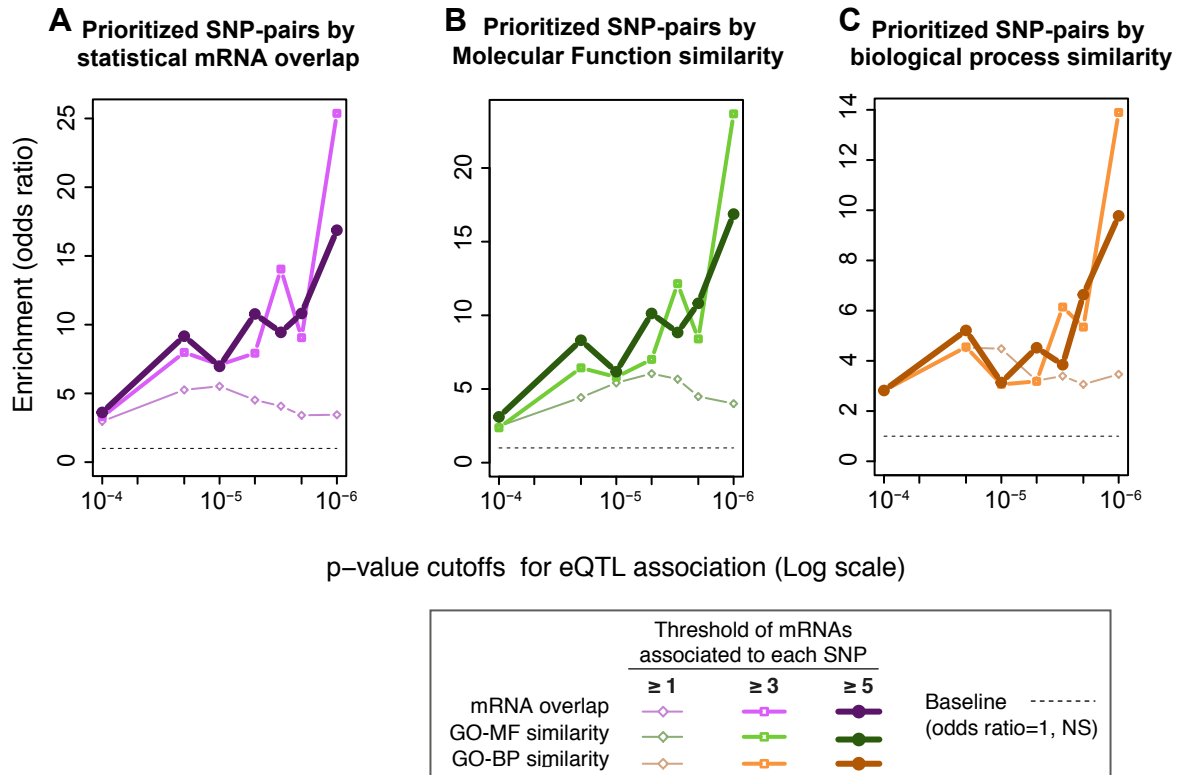 A Prioritized SNP-pairs by
statistical mRNA overlap
B Prioritized SNP-pairs by
Molecular Function similarity
C Prioritized SNP-pairs by
biological process similarity
Enrichment (odds ratio)
25
20
15
10
5
0
10−4
10−5
10−6
20
15
10
5
0
10−4
10−5
10−6
14
12
10
8
6
4
2
0
10−4
10−5
10−6
p−value cutoffs for eQTL association (Log scale)
Threshold of mRNAs
associated to each SNP
≥ 1 ≥ 3 ≥ 5
mRNA overlap
GO-MF similarity
GO-BP similarity
Baseline
(odds ratio=1, NS)